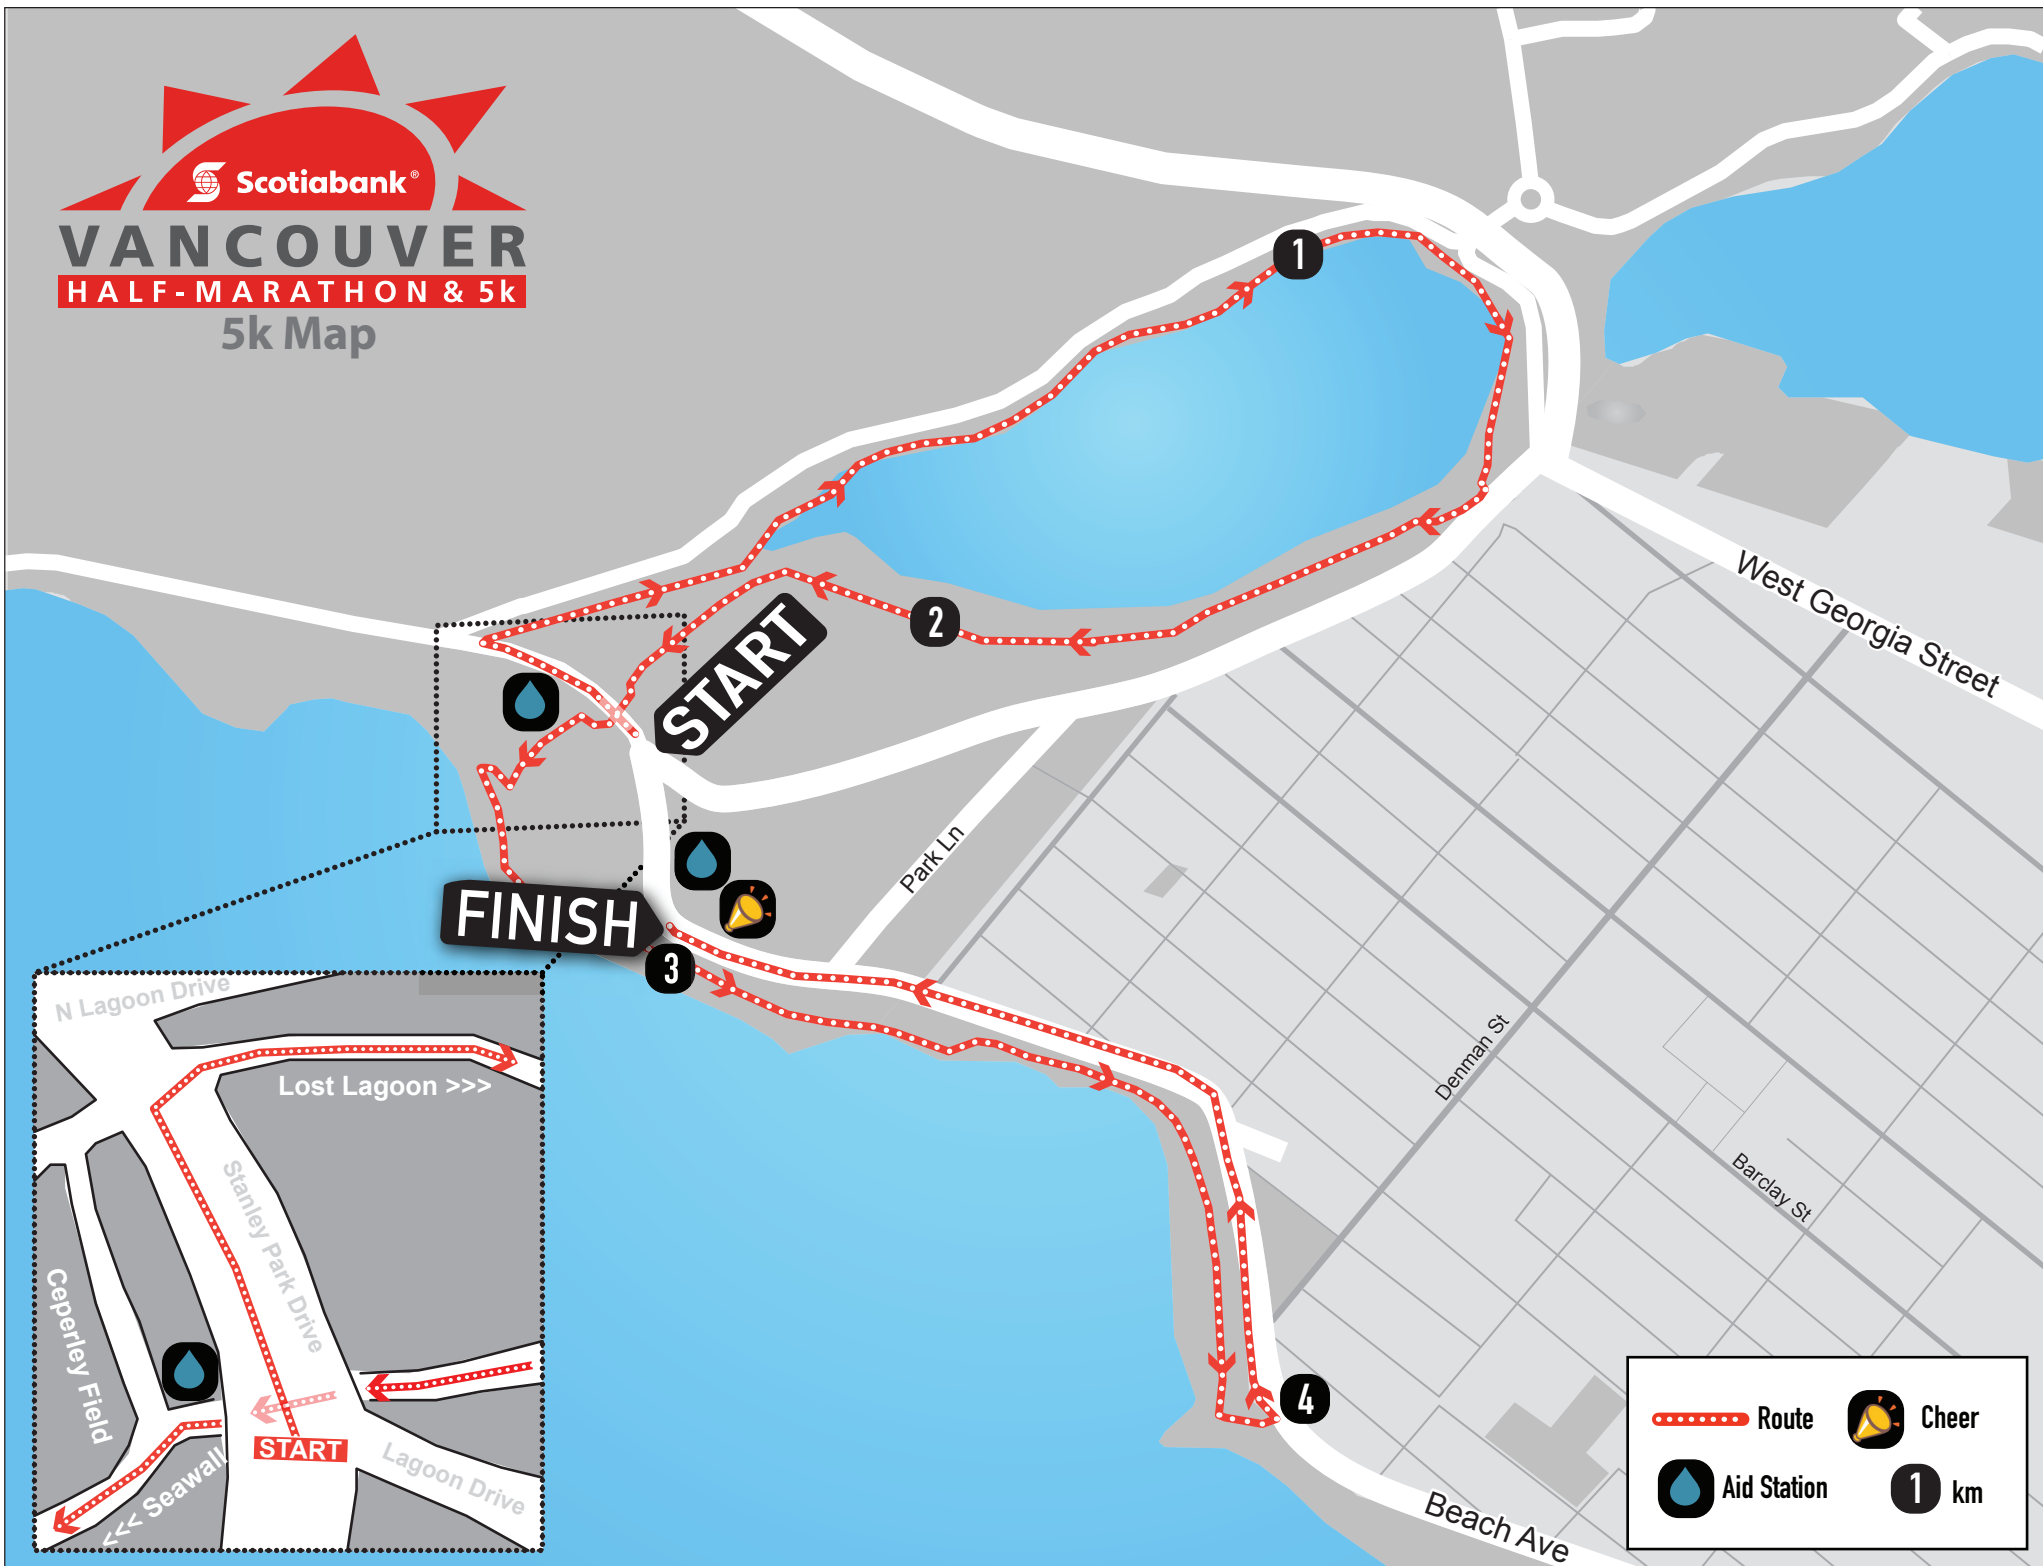 Scotiabank®
VANCOUVER
HALF-MARATHON & 5k
5k Map
1
2
START
West Georgia Street
Park Ln
FINISH
3
Denman St
Barclay St
4
Beach Ave
N Lagoon Drive
Lost Lagoon >>>
Stanley Park Drive
Ceperley Field
START
Lagoon Drive
<<< Seawall
Route
Cheer
Aid Station
1
km